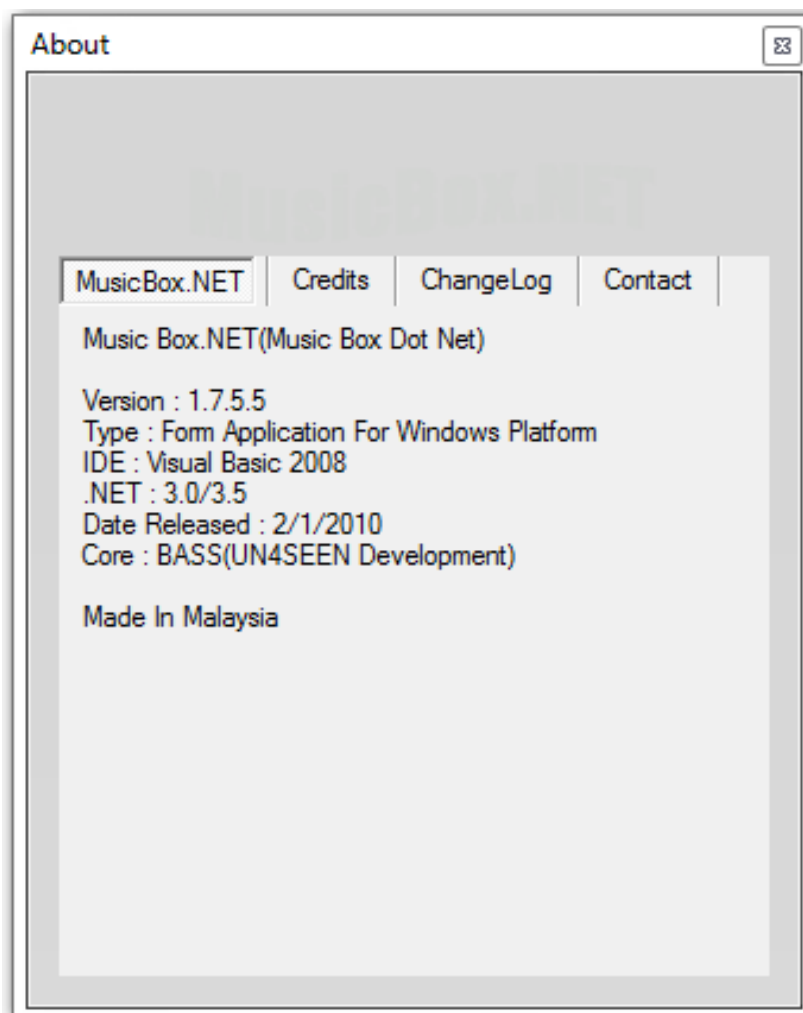 About
MusicBox.NET
MusicBox.NET Credits ChangeLog Contact
Music Box.NET(Music Box Dot Net)
Version : 1.7.5.5
Type : Form Application For Windows Platform
IDE : Visual Basic 2008
.NET : 3.0/3.5
Date Released : 2/1/2010
Core : BASS(UN4SEEN Development)
Made In Malaysia